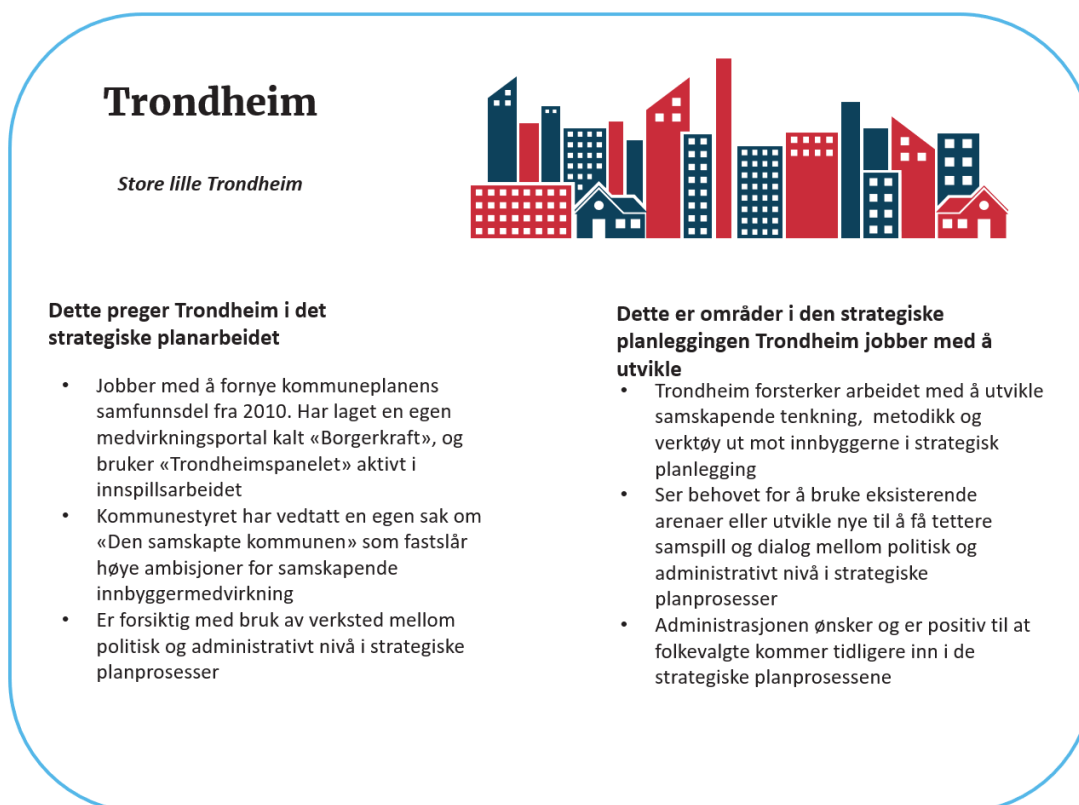 Trondheim
Store lille Trondheim
Dette preger Trondheim i det
strategiske planarbeidet
• Jobber med å fornye kommuneplanens
samfunnsdel fra 2010. Har laget en egen
medvirkningsportal kalt «Borgerkraft», og
bruker «Trondheimspanelet» aktivt i
innspillsarbeidet
• Kommunestyret har vedtatt en egen sak om
«Den samskapte kommunen» som fastslår
høye ambisjoner for samskapende
innbyggermedvirkning
• Er forsiktig med bruk av verksted mellom
politisk og administrativt nivå i strategiske
planprosesser
Dette er områder i den strategiske
planleggingen Trondheim jobber med å
utvikle
• Trondheim forsterker arbeidet med å utvikle
samskapende tenkning,  metodikk og
verktøy ut mot innbyggerne i strategisk
planlegging
• Ser behovet for å bruke eksisterende
arenaer eller utvikle nye til å få tettere
samspill og dialog mellom politisk og
administrativt nivå i strategiske
planprosesser
• Administrasjonen ønsker og er positiv til at
folkevalgte kommer tidligere inn i de
strategiske planprosessene